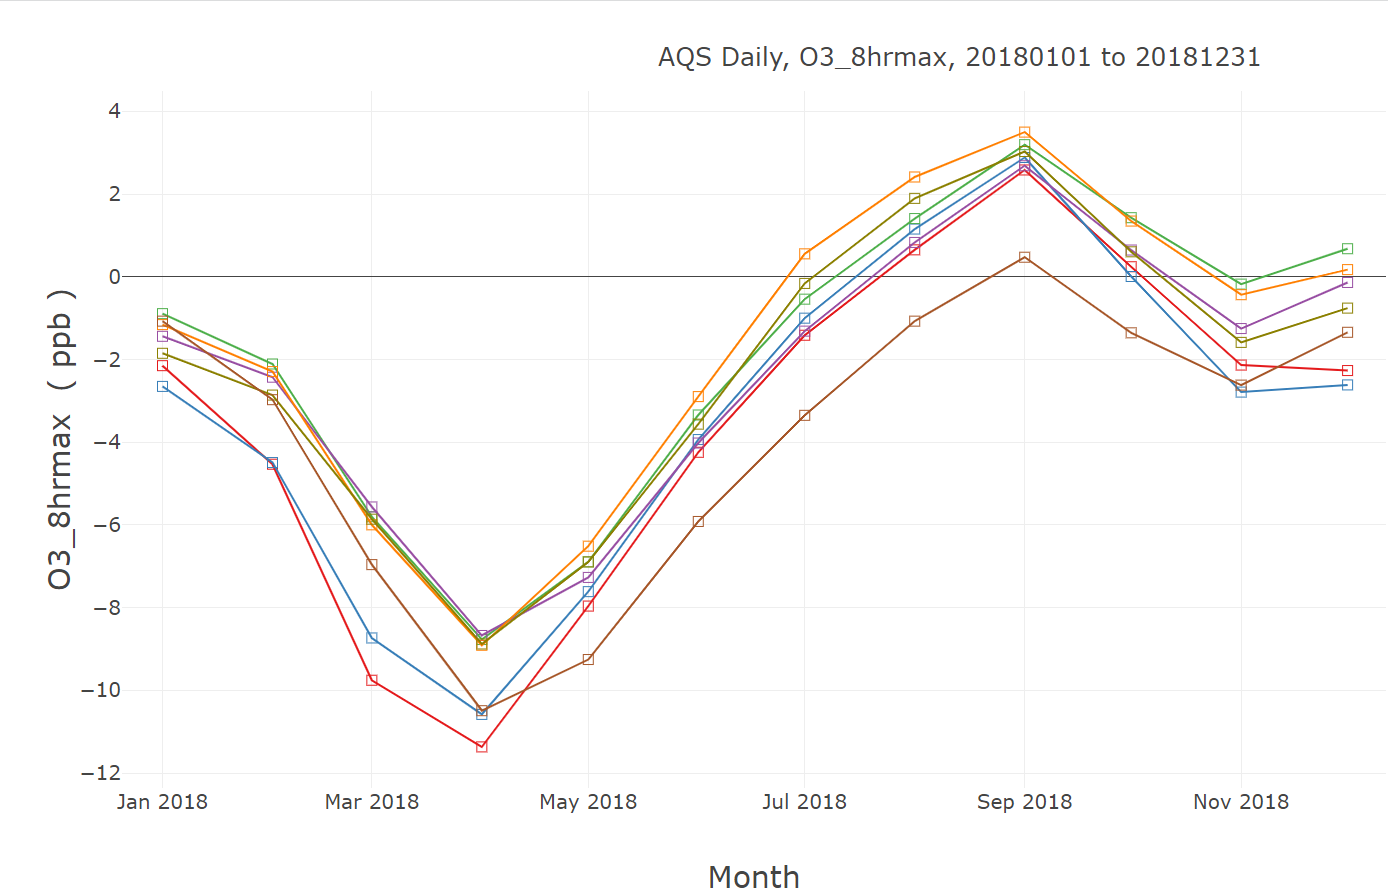 AQS Daily, O3_8hrmax, 20180101 to 20181231
O3_8hrmax ( ppb )
4
2
0
−2
−4
−6
−8
−10
−12
Jan 2018 Mar 2018 May 2018 Jul 2018 Sep 2018 Nov 2018
Month